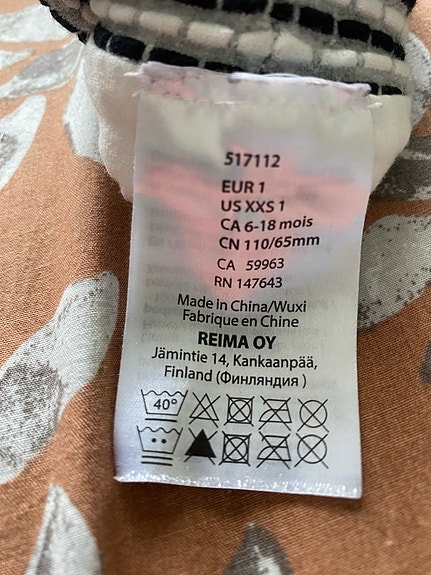 517112
EUR 1
US XXS 1
CA 6-18 mois
CN 110/65mm
CA 59963
RN 147643
Made in China/Wuxi
Fabrique en Chine
REIMA OY
Jämintie 14, Kankaanpää,
Finland (Финляндия )
40°